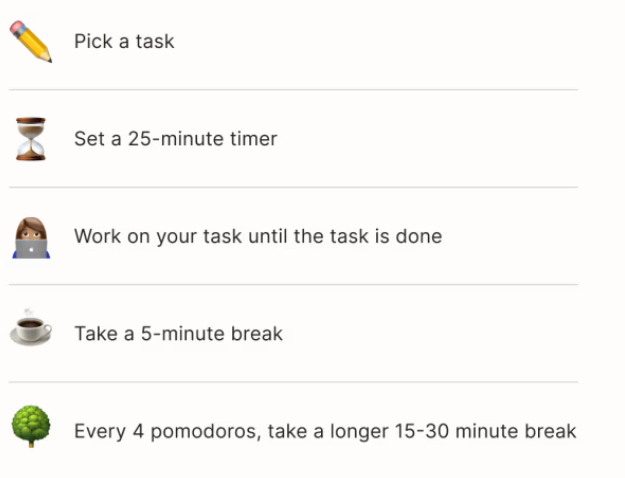 Pick a task
Set a 25-minute timer
Work on your task until the task is done
Take a 5-minute break
Every 4 pomodoros, take a longer 15-30 minute break